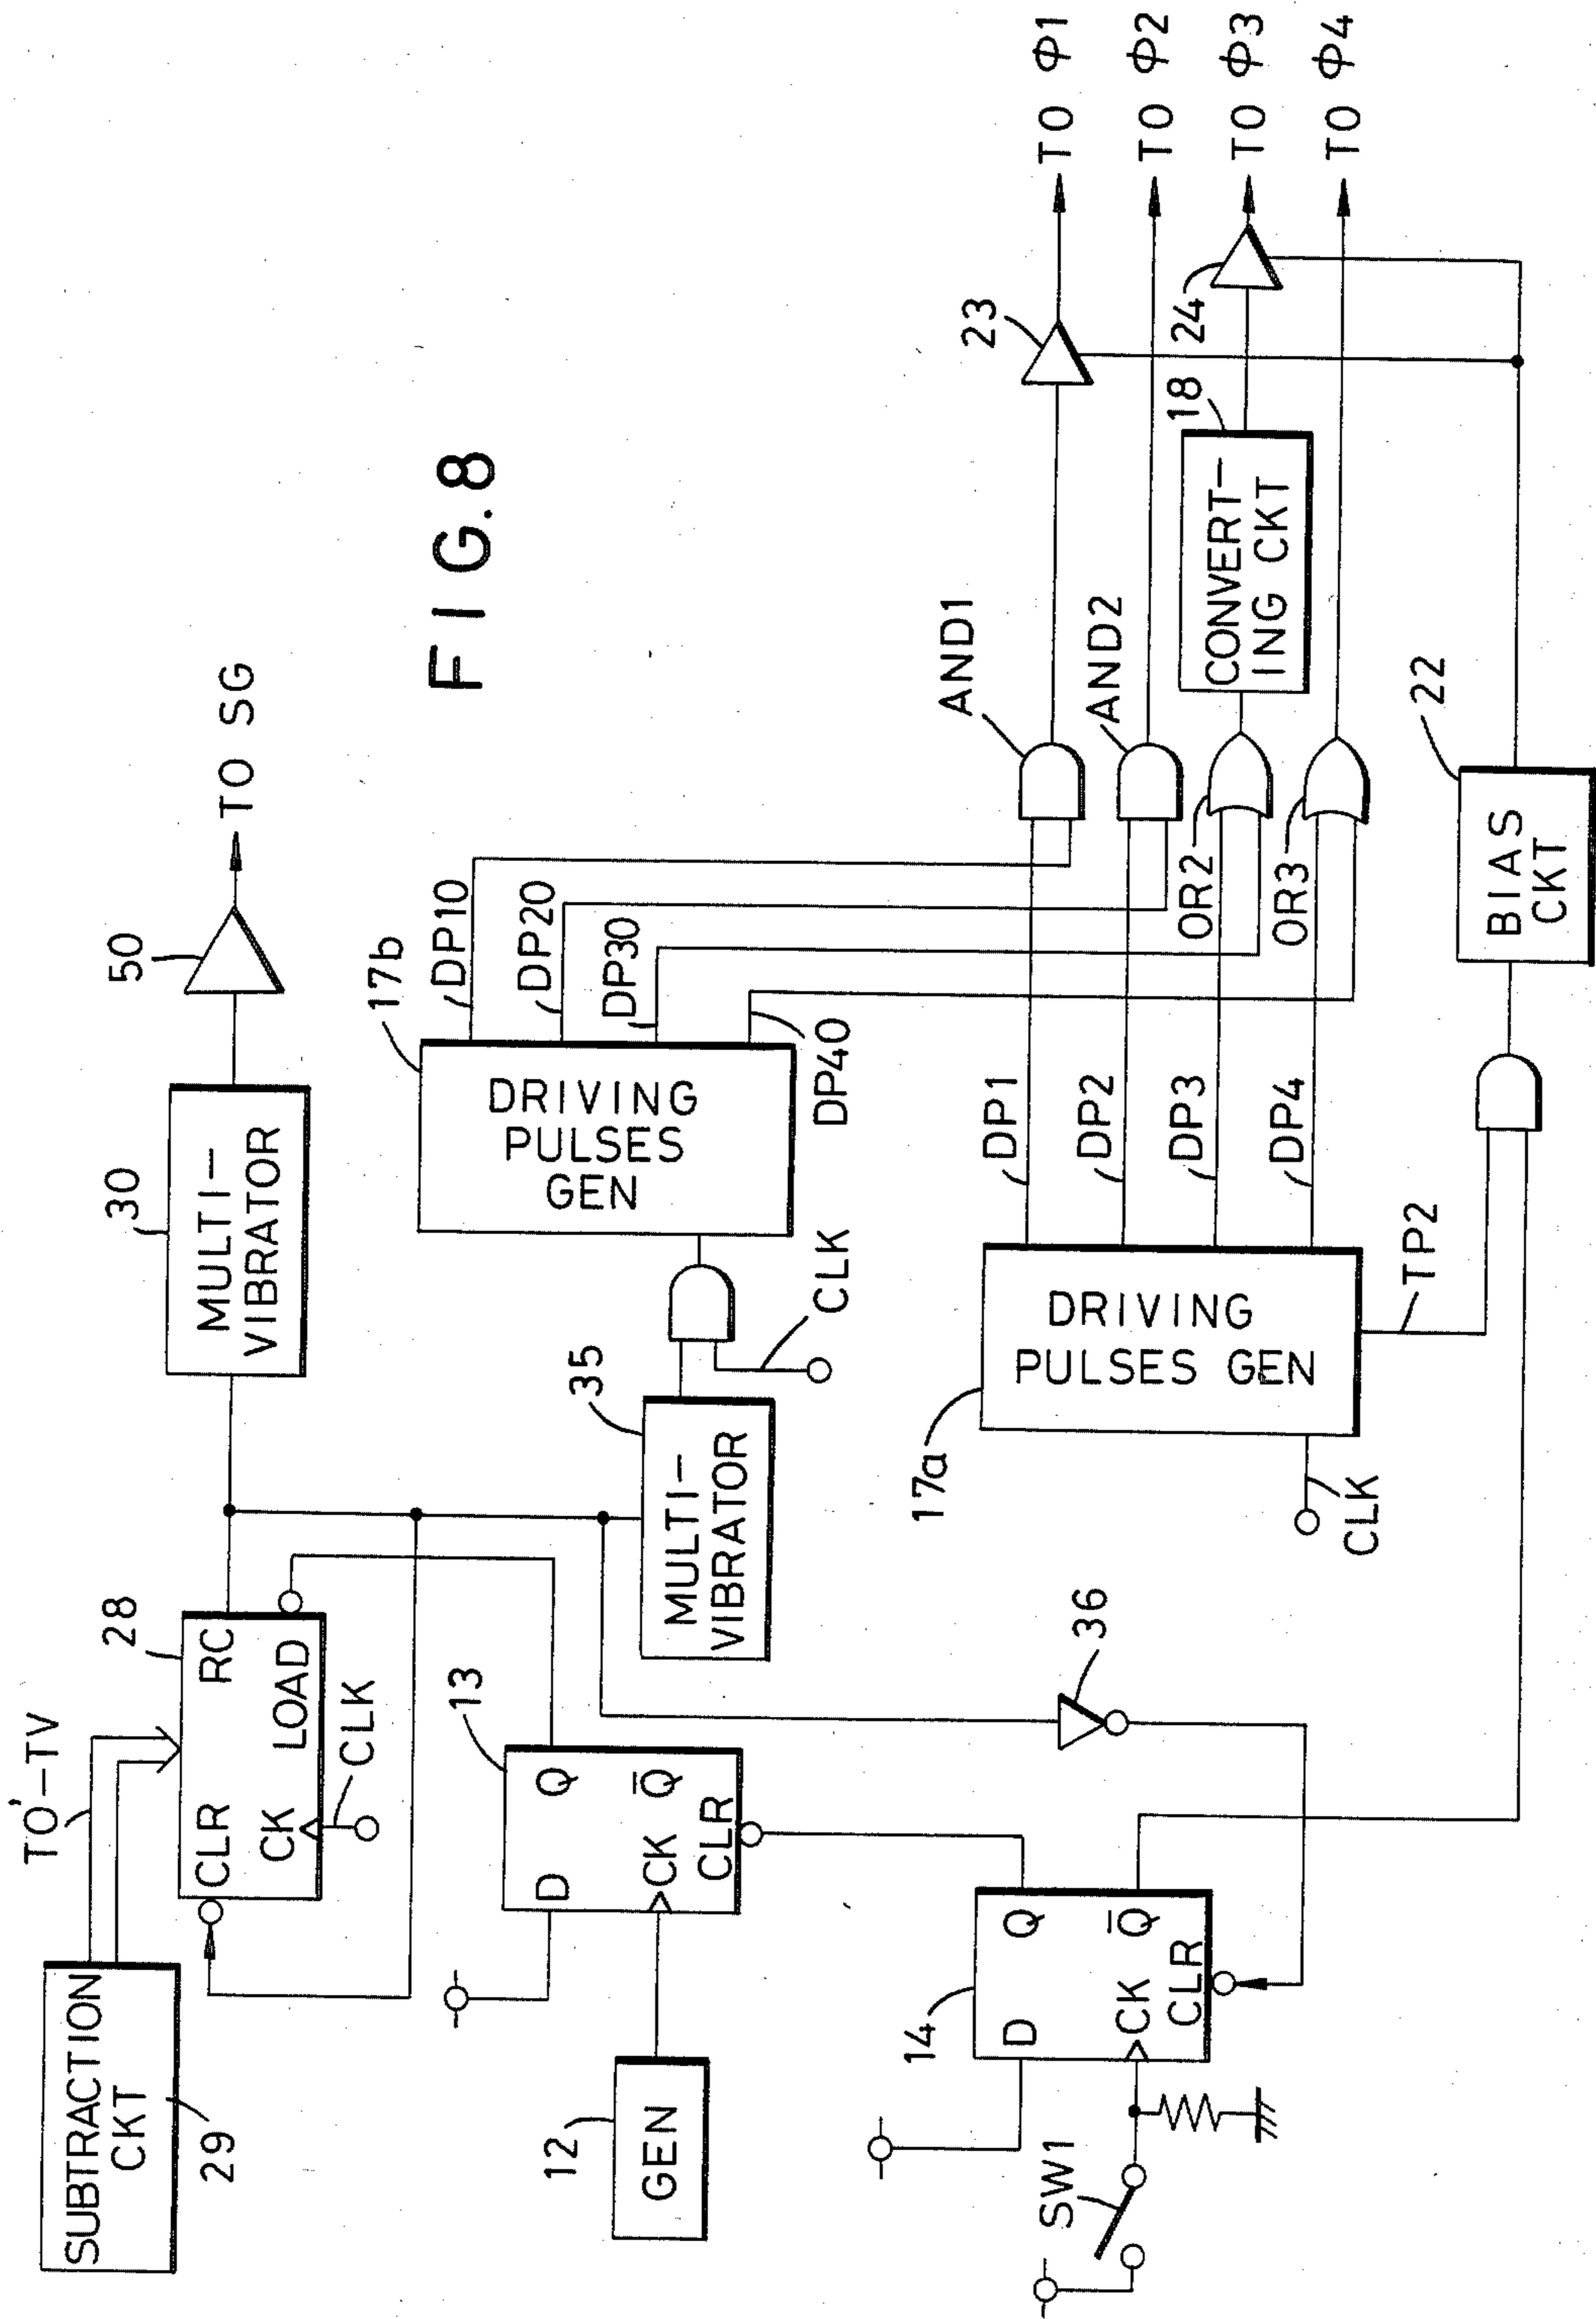 FIG.8
SUBTRACTION
CKT
29
TO'-TV
28
CLR
RC
CK
LOAD
CLK
30
MULTI-
VIBRATOR
50
TO SG
12
GEN
13
D
Q
CK
Q̅
CLR
35
MULTI-
VIBRATOR
CLK
17b
DRIVING
PULSES
GEN
DP10
DP20
DP30
DP40
SW1
14
D
Q
CK
Q̅
CLR
36
17a
DRIVING
PULSES GEN
CLK
DP1
DP2
DP3
DP4
TP2
AND1
AND2
OR2
OR3
CONVERT-
ING CKT
18
22
BIAS
CKT
23
24
TO Φ1
TO Φ2
TO Φ3
TO Φ4